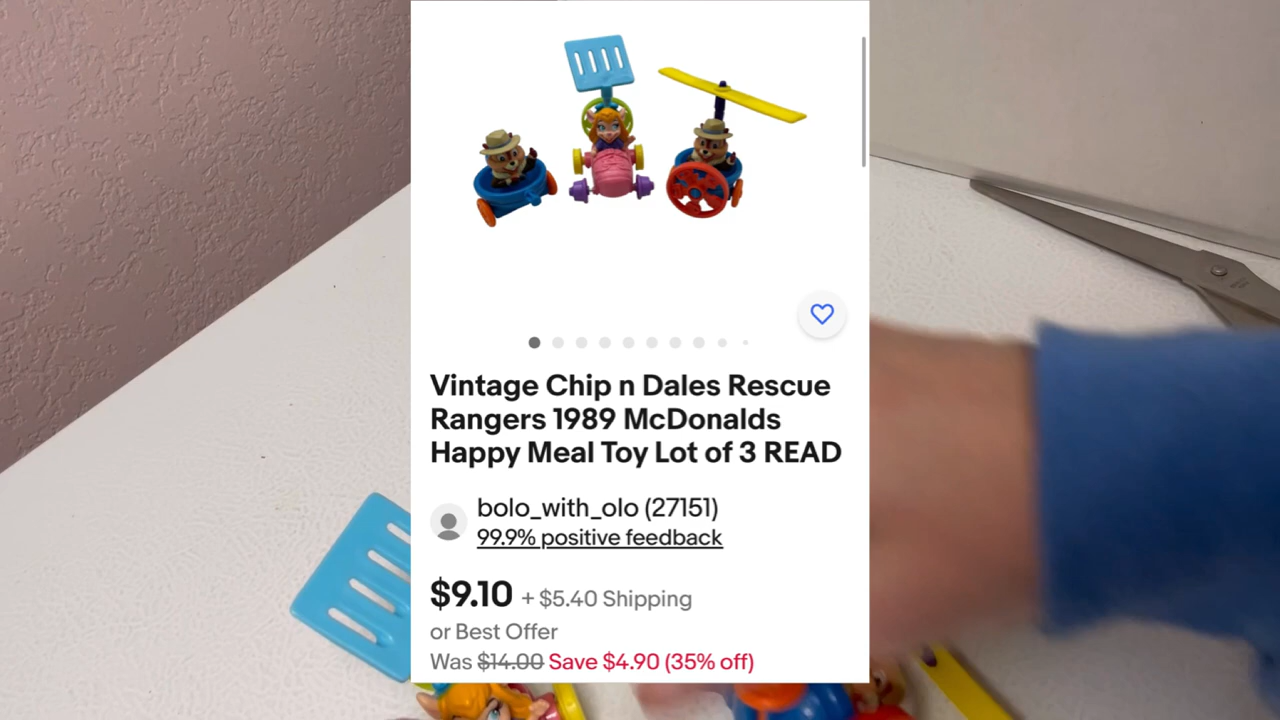 Vintage Chip n Dales Rescue
Rangers 1989 McDonalds
Happy Meal Toy Lot of 3 READ
bolo_with_olo (27151)
99.9% positive feedback
$9.10 + $5.40 Shipping
or Best Offer
Was $14.00 Save $4.90 (35% off)